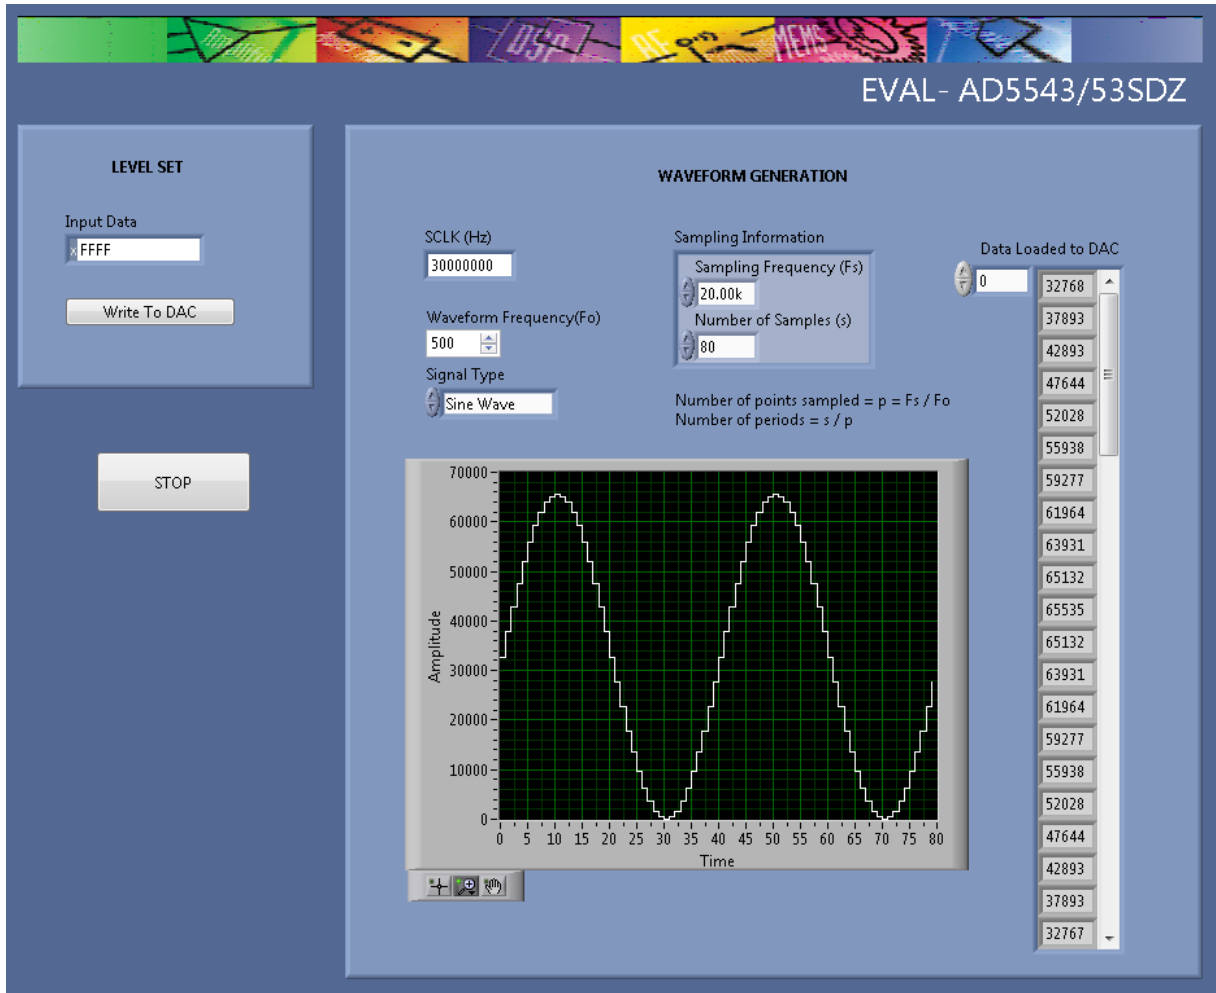 Amplifi
DSP
RF
MEMS
EVAL- AD5543/53SDZ
LEVEL SET
Input Data
x FFFF
Write To DAC
STOP
WAVEFORM GENERATION
SCLK (Hz)
30000000
Waveform Frequency(Fo)
500
Signal Type
Sine Wave
Sampling Information
Sampling Frequency (Fs)
20.00k
Number of Samples (s)
80
Number of points sampled = p = Fs / Fo
Number of periods = s / p
Data Loaded to DAC
0
32768
37893
42893
47644
52028
55938
59277
61964
63931
65132
65535
65132
63931
61964
59277
55938
52028
47644
42893
37893
32767
Amplitude
70000
60000
50000
40000
30000
20000
10000
0
0 5 10 15 20 25 30 35 40 45 50 55 60 65 70 75 80
Time